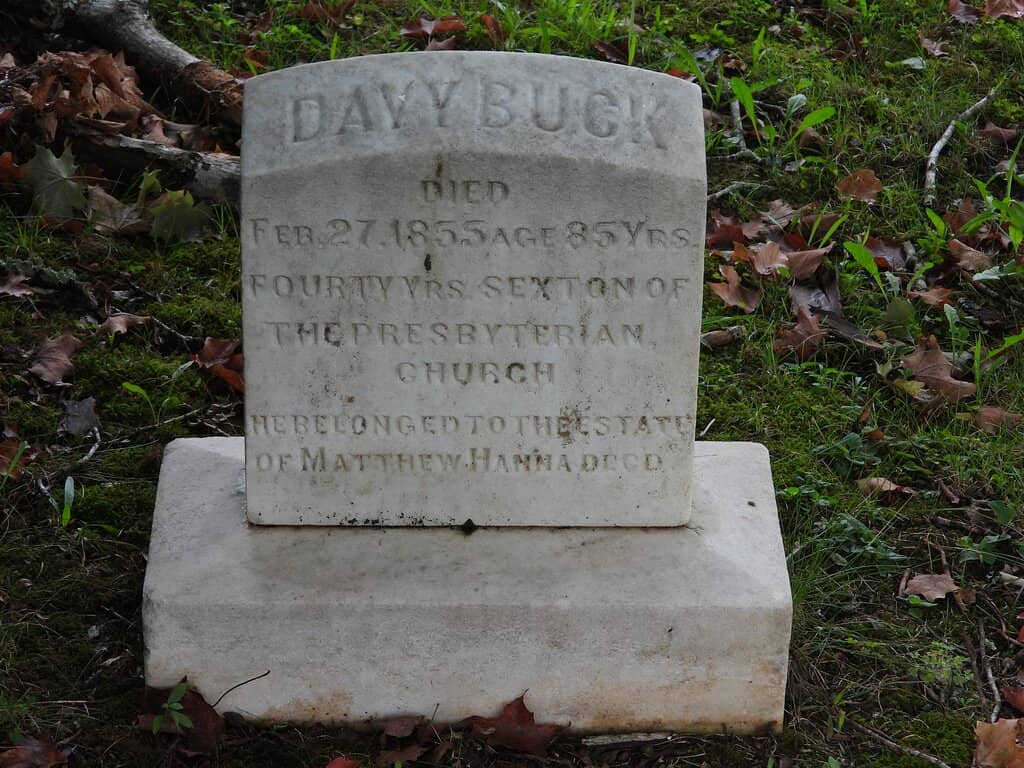 DAVY BUCK
DIED
FEB. 27, 1855 AGE 85 YRS.
FOURTY YRS. SEXTON OF
THE PRESBYTERIAN
CHURCH
HE BELONGED TO THE ESTATE
OF MATTHEW HANNA DEC'D